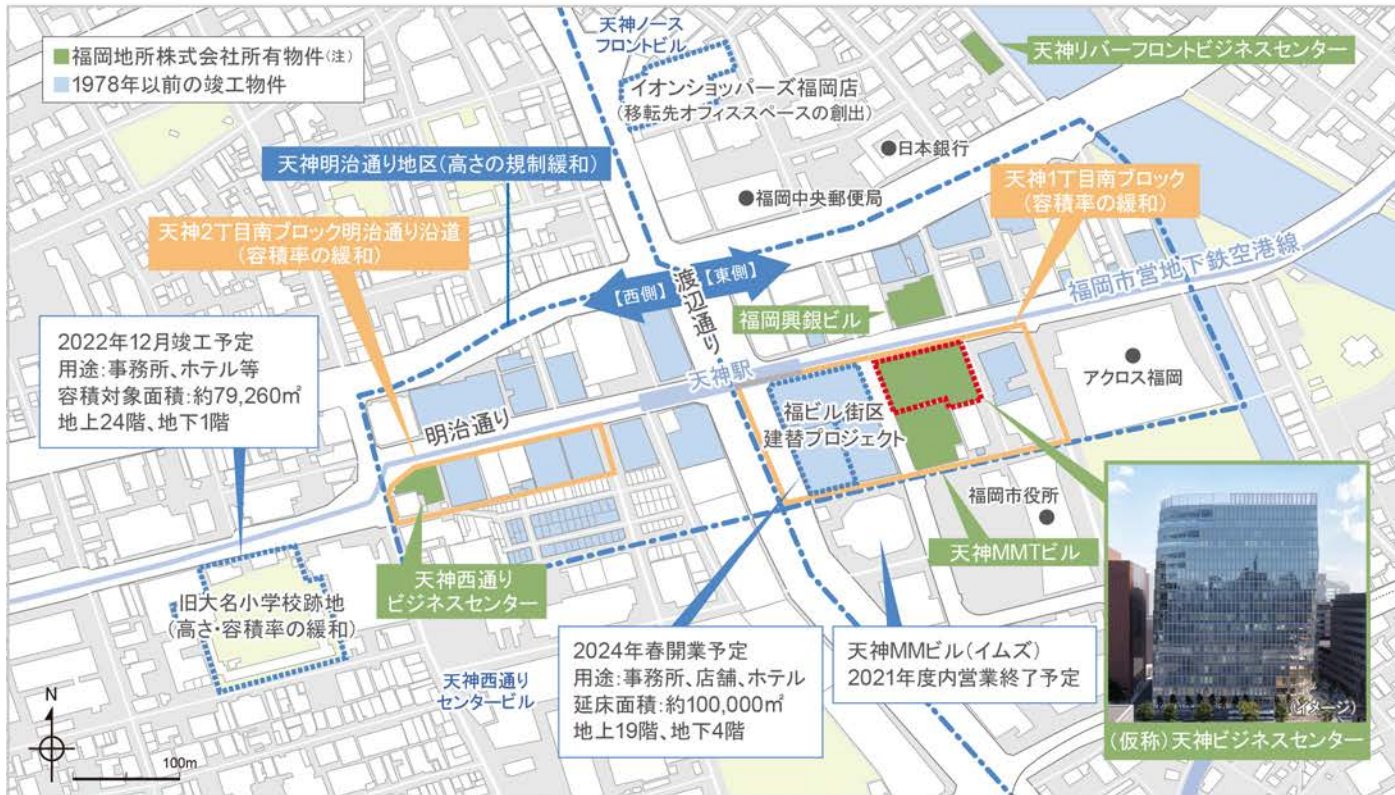 福岡地所株式会社所有物件(注)
1978年以前の竣工物件
天神ノース
フロントビル
イオンショッパーズ福岡店
(移転先オフィススペースの創出)
天神リバーフロントビジネスセンター
●日本銀行
●福岡中央郵便局
天神明治通り地区(高さの規制緩和)
天神1丁目南ブロック
(容積率の緩和)
天神2丁目南ブロック明治通り沿道
(容積率の緩和)
【西側】
【東側】
渡辺通り
福岡市営地下鉄空港線
福岡興銀ビル
2022年12月竣工予定
用途:事務所、ホテル等
容積対象面積:約79,260㎡
地上24階、地下1階
天神駅
明治通り
アクロス福岡
福ビル街区
建替プロジェクト
福岡市役所
天神MMTビル
天神西通り
ビジネスセンター
旧大名小学校跡地
(高さ・容積率の緩和)
天神西通り
センタービル
2024年春開業予定
用途:事務所、店舗、ホテル
延床面積:約100,000㎡
地上19階、地下4階
天神MMビル(イムズ)
2021年度内営業終了予定
(イメージ)
(仮称)天神ビジネスセンター
N
100m